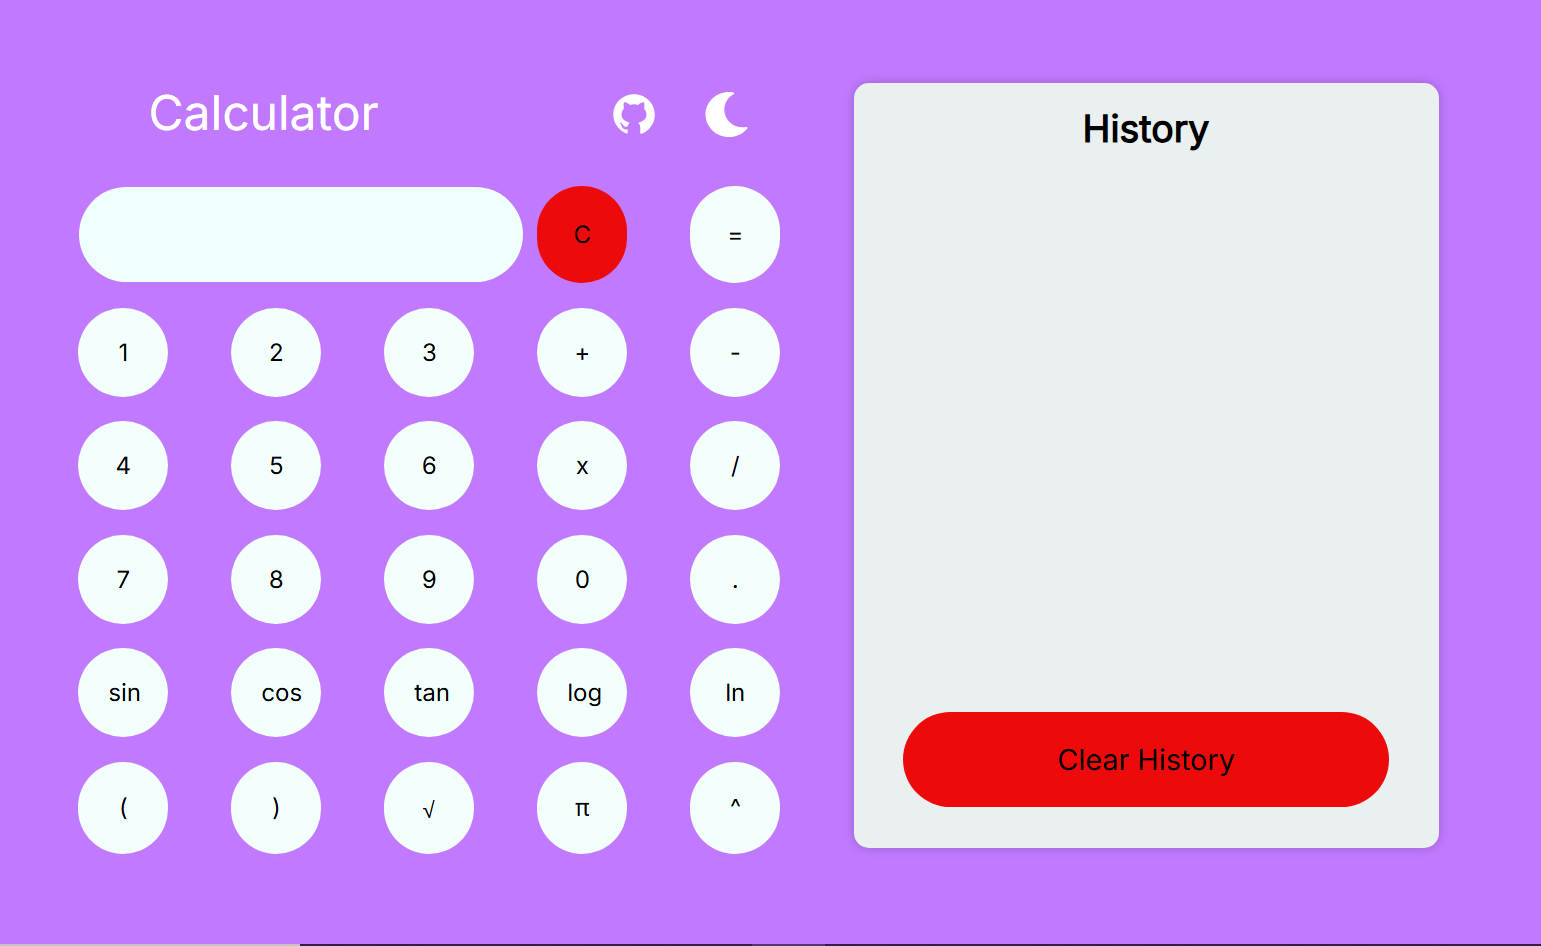 Calculator
History
C =
1 2 3 + -
4 5 6 x /
7 8 9 0 .
sin cos tan log ln
Clear History
( ) √ π ^